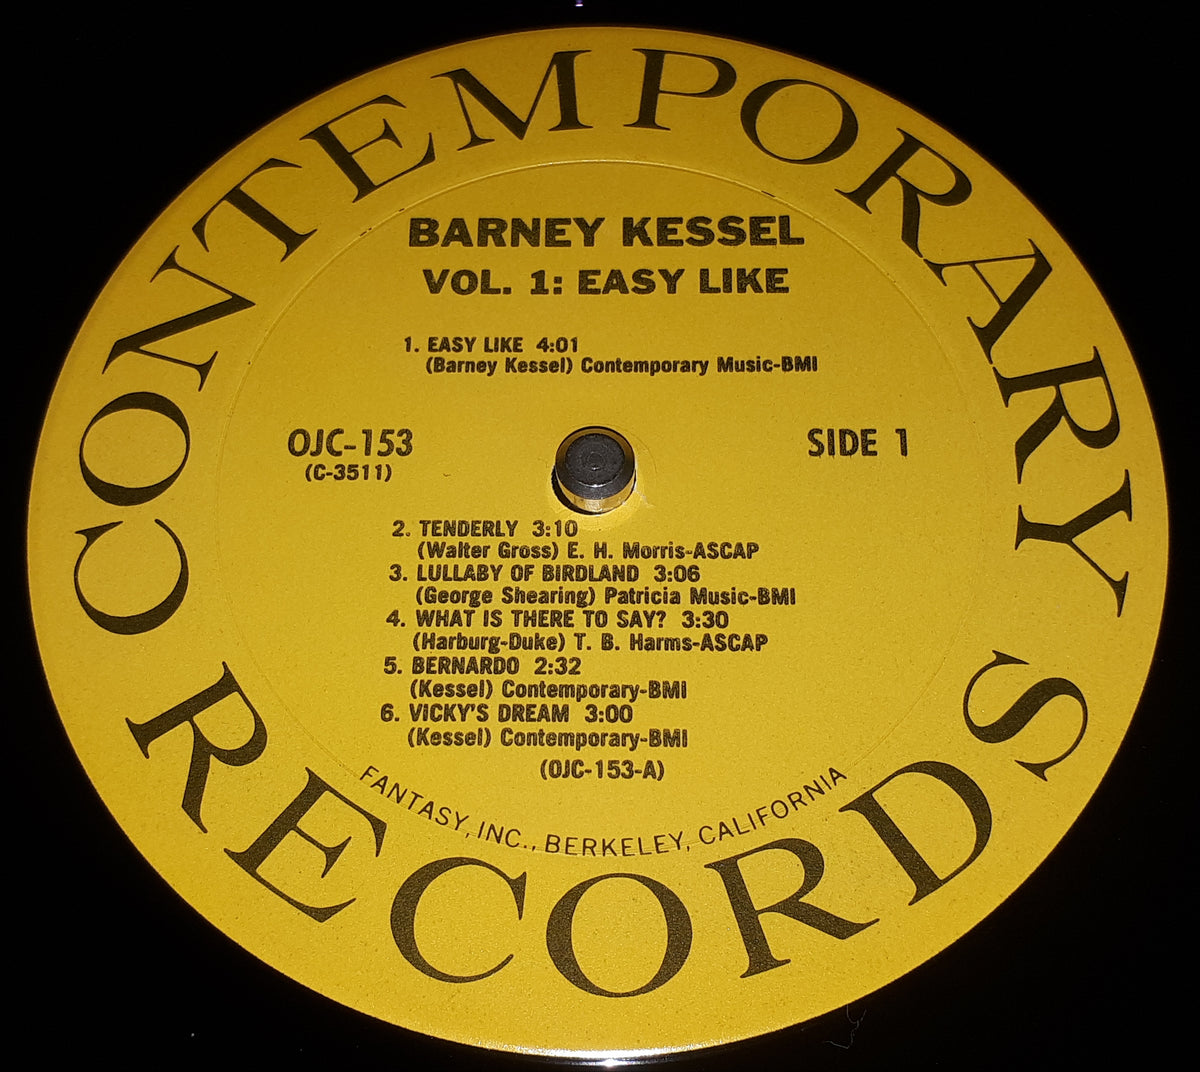 CONTEMPORARY
BARNEY KESSEL
VOL. 1: EASY LIKE
1. EASY LIKE 4:01
(Barney Kessel) Contemporary Music-BMI
OJC-153
(C-3511)
SIDE 1
2. TENDERLY 3:10
(Walter Gross) E. H. Morris-ASCAP
3. LULLABY OF BIRDLAND 3:06
(George Shearing) Patricia Music-BMI
4. WHAT IS THERE TO SAY? 3:30
(Harburg-Duke) T. B. Harms-ASCAP
5. BERNARDO 2:32
(Kessel) Contemporary-BMI
6. VICKY'S DREAM 3:00
(Kessel) Contemporary-BMI
(OJC-153-A)
FANTASY, INC., BERKELEY, CALIFORNIA
RECORDS